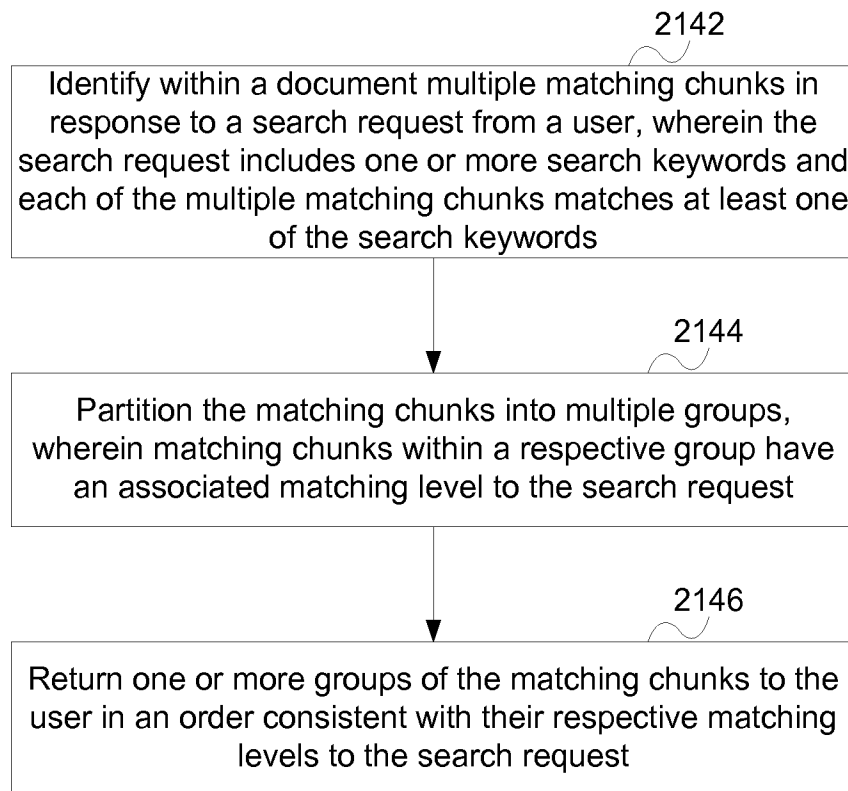 2142
Identify within a document multiple matching chunks in
response to a search request from a user, wherein the
search request includes one or more search keywords and
each of the multiple matching chunks matches at least one
of the search keywords
2144
Partition the matching chunks into multiple groups,
wherein matching chunks within a respective group have
an associated matching level to the search request
2146
Return one or more groups of the matching chunks to the
user in an order consistent with their respective matching
levels to the search request